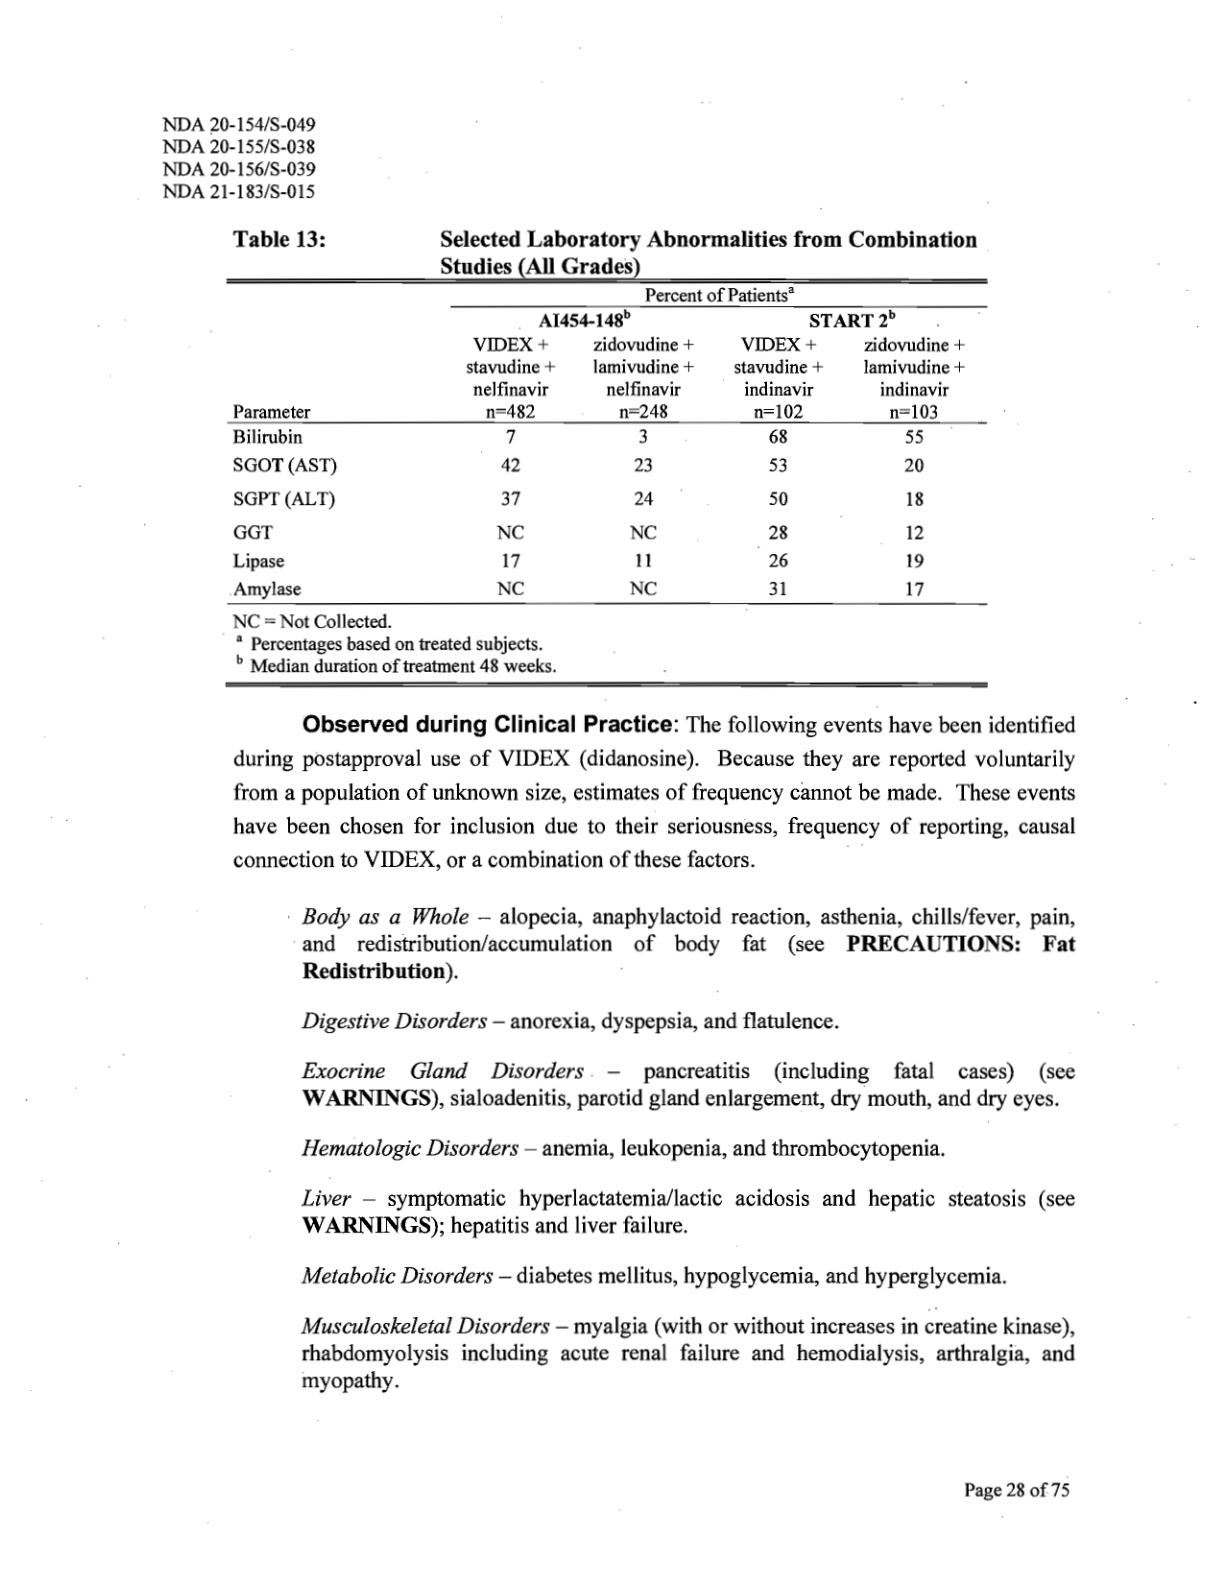 NDA 20-154/S-049
NDA 20-155/S-038
NDA 20-156/S-039
NDA 21-183/S-015
Table 13: Selected Laboratory Abnormalities from Combination
Studies (All Grades)
Percent of Patientsa
AI454-148b START 2b
VIDEX + zidovudine + VIDEX + zidovudine +
stavudine + lamivudine + stavudine + lamivudine +
nelfinavir nelfinavir indinavir indinavir
Parameter n=482 n=248 n=102 n=103
Bilirubin 7 3 68 55
SGOT (AST) 42 23 53 20
SGPT (ALT) 37 24 50 18
GGT NC NC 28 12
Lipase 17 11 26 19
Amylase NC NC 31 17
NC = Not Collected.
a Percentages based on treated subjects.
b Median duration of treatment 48 weeks.
Observed during Clinical Practice: The following events have been identified
during postapproval use of VIDEX (didanosine). Because they are reported voluntarily
from a population of unknown size, estimates of frequency cannot be made. These events
have been chosen for inclusion due to their seriousness, frequency of reporting, causal
connection to VIDEX, or a combination of these factors.
Body as a Whole – alopecia, anaphylactoid reaction, asthenia, chills/fever, pain,
and redistribution/accumulation of body fat (see PRECAUTIONS: Fat
Redistribution).
Digestive Disorders – anorexia, dyspepsia, and flatulence.
Exocrine Gland Disorders – pancreatitis (including fatal cases) (see
WARNINGS), sialoadenitis, parotid gland enlargement, dry mouth, and dry eyes.
Hematologic Disorders – anemia, leukopenia, and thrombocytopenia.
Liver – symptomatic hyperlactatemia/lactic acidosis and hepatic steatosis (see
WARNINGS); hepatitis and liver failure.
Metabolic Disorders – diabetes mellitus, hypoglycemia, and hyperglycemia.
Musculoskeletal Disorders – myalgia (with or without increases in creatine kinase),
rhabdomyolysis including acute renal failure and hemodialysis, arthralgia, and
myopathy.
Page 28 of 75